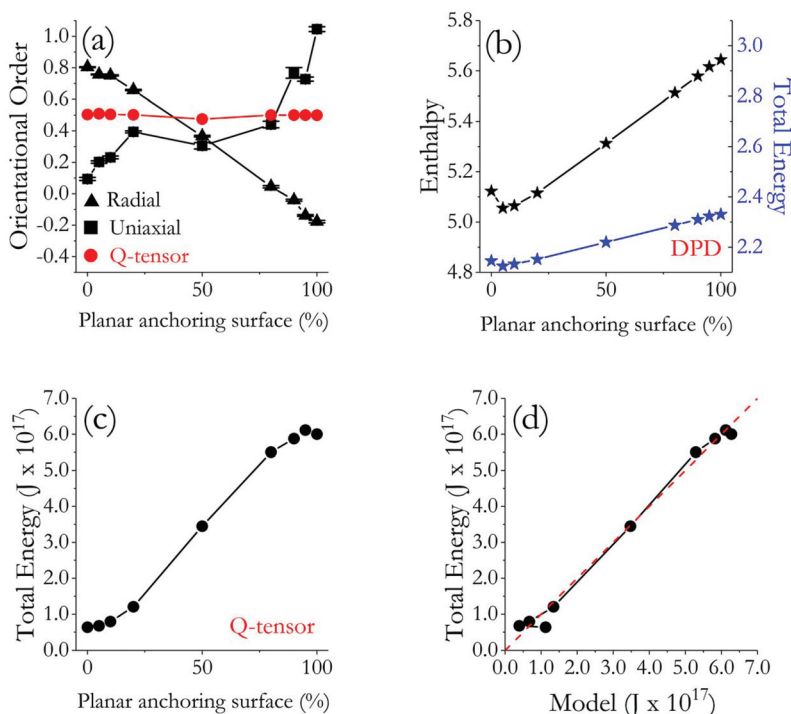 (a)
Orientational Order
1.0
0.8
0.6
0.4
0.2
0.0
-0.2
-0.4
Radial
Uniaxial
Q-tensor
0 50 100
Planar anchoring surface (%)
(b)
Enthalpy
5.8
5.6
5.4
5.2
5.0
4.8
Total Energy
3.0
2.8
2.6
2.4
2.2
DPD
0 50 100
Planar anchoring surface (%)
(c)
Total Energy (J x 10¹⁷)
7.0
6.0
5.0
4.0
3.0
2.0
1.0
0.0
Q-tensor
0 50 100
Planar anchoring surface (%)
(d)
Total Energy (J x 10¹⁷)
7.0
6.0
5.0
4.0
3.0
2.0
1.0
0.0
0.0 1.0 2.0 3.0 4.0 5.0 6.0 7.0
Model (J x 10¹⁷)